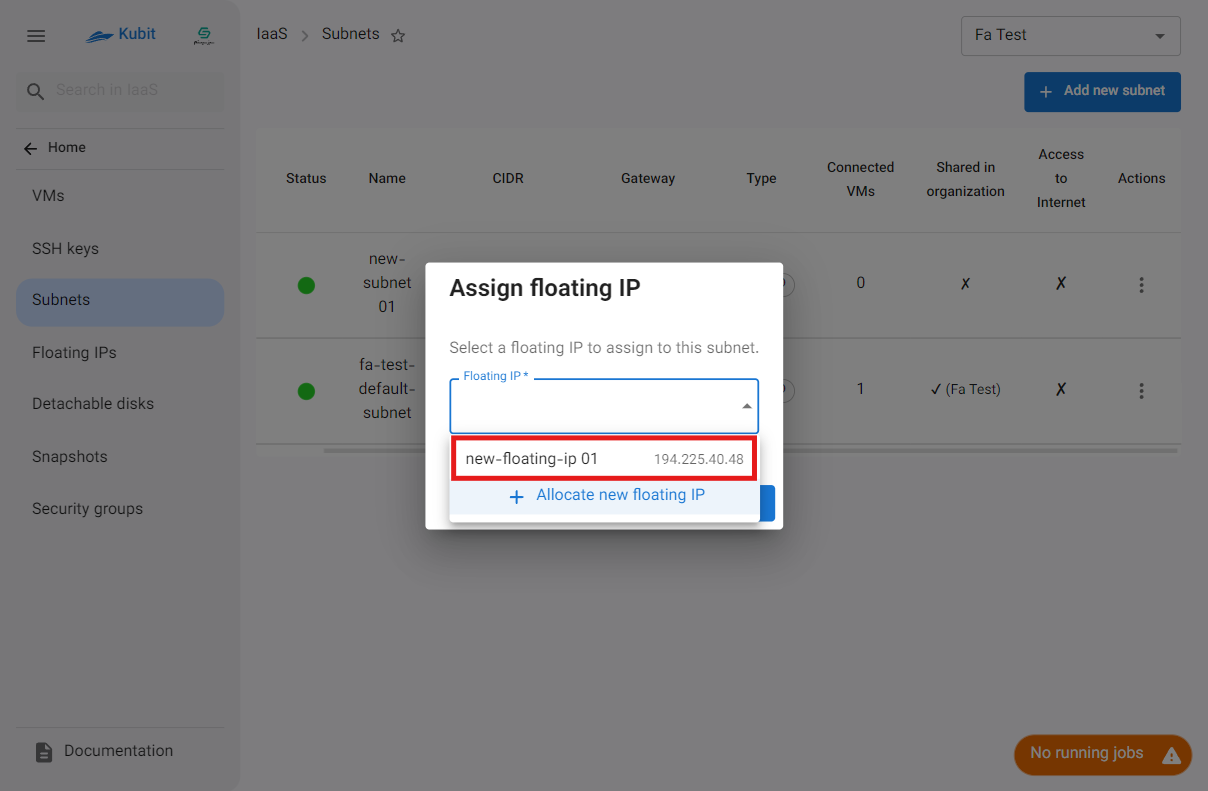 Kubit
IaaS
Subnets
Fa Test
Search in IaaS
Add new subnet
Home
VMs
SSH keys
Subnets
Floating IPs
Detachable disks
Snapshots
Security groups
Documentation
Status
Name
CIDR
Gateway
Type
Connected
VMs
Shared in
organization
Access
to
Internet
Actions
new-
subnet
01
0
✗
✗
fa-test-
default-
subnet
1
✓ (Fa Test)
✗
Assign floating IP
Select a floating IP to assign to this subnet.
Floating IP *
new-floating-ip 01 194.225.40.48
Allocate new floating IP
No running jobs